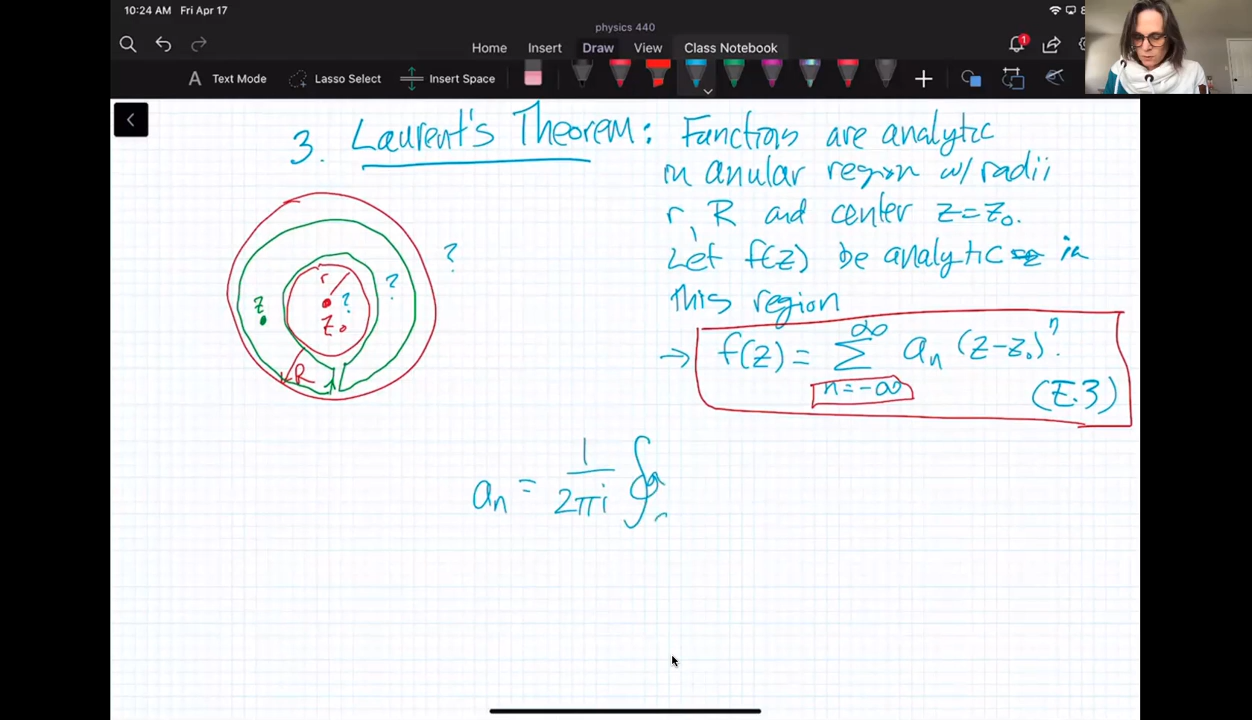 10:24 AM Fri Apr 17
physics 440
Home Insert Draw View Class Notebook
1
A Text Mode Lasso Select Insert Space
3. Laurent's Theorem: Functions are analytic
in anular region w/ radii
r, R and center z=z₀.
Let f(z) be analytic in
this region
→ f(z) = ∑ aₙ (z-z₀)ⁿ.
∞
n=-∞
(E.3)
?
?
r
?
z
z₀
R
aₙ = 1/2πi ∮